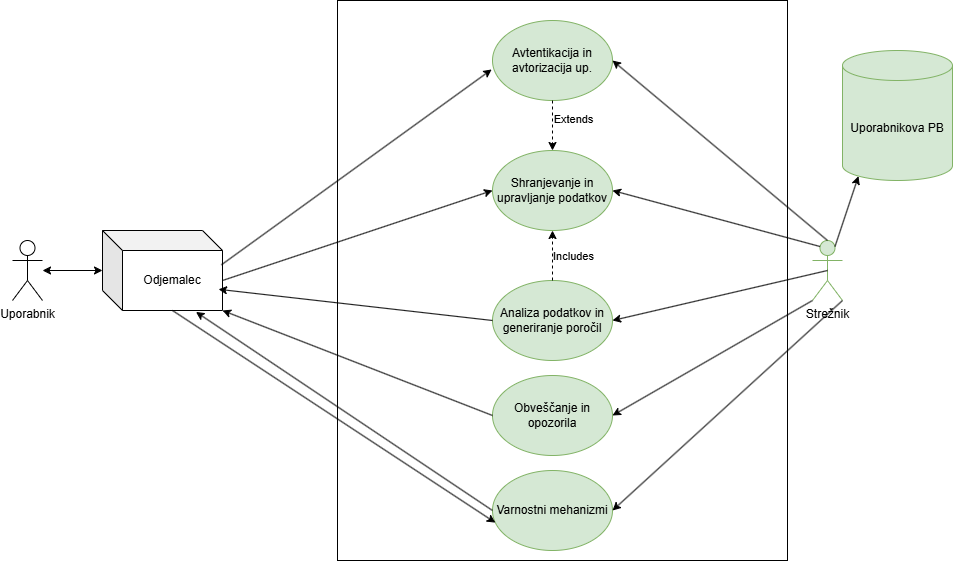 Avtentikacija in
avtorizacija up.
Extends
Uporabnikova PB
Shranjevanje in
upravljanje podatkov
Includes
Odjemalec
Uporabnik
Strežnik
Analiza podatkov in
generiranje poročil
Obveščanje in
opozorila
Varnostni mehanizmi